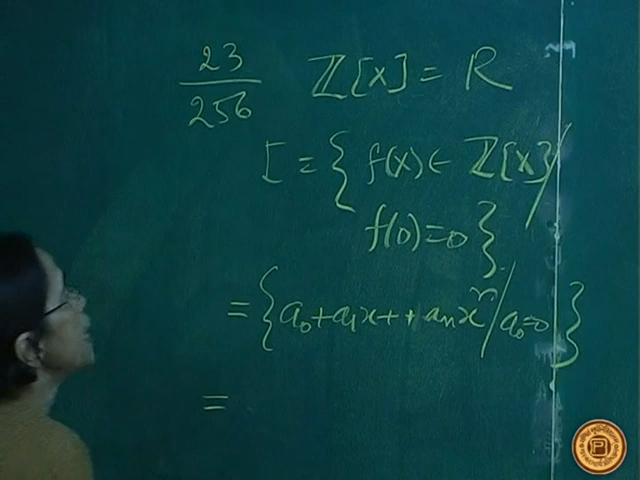 23/256 ℤ[x] = R
I = { f(x) ∈ ℤ[x] /
f(0) = 0 }
= { a₀ + a₁x + + aₙxⁿ / a₀ = 0 }
=